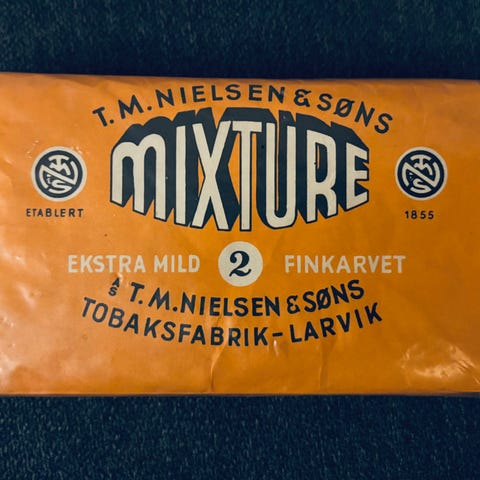 T.M. NIELSEN & SØNS
MIXTURE
ETABLERT
1855
EKSTRA MILD 2 FINKARVET
A/S T.M. NIELSEN & SØNS
TOBAKSFABRIK-LARVIK